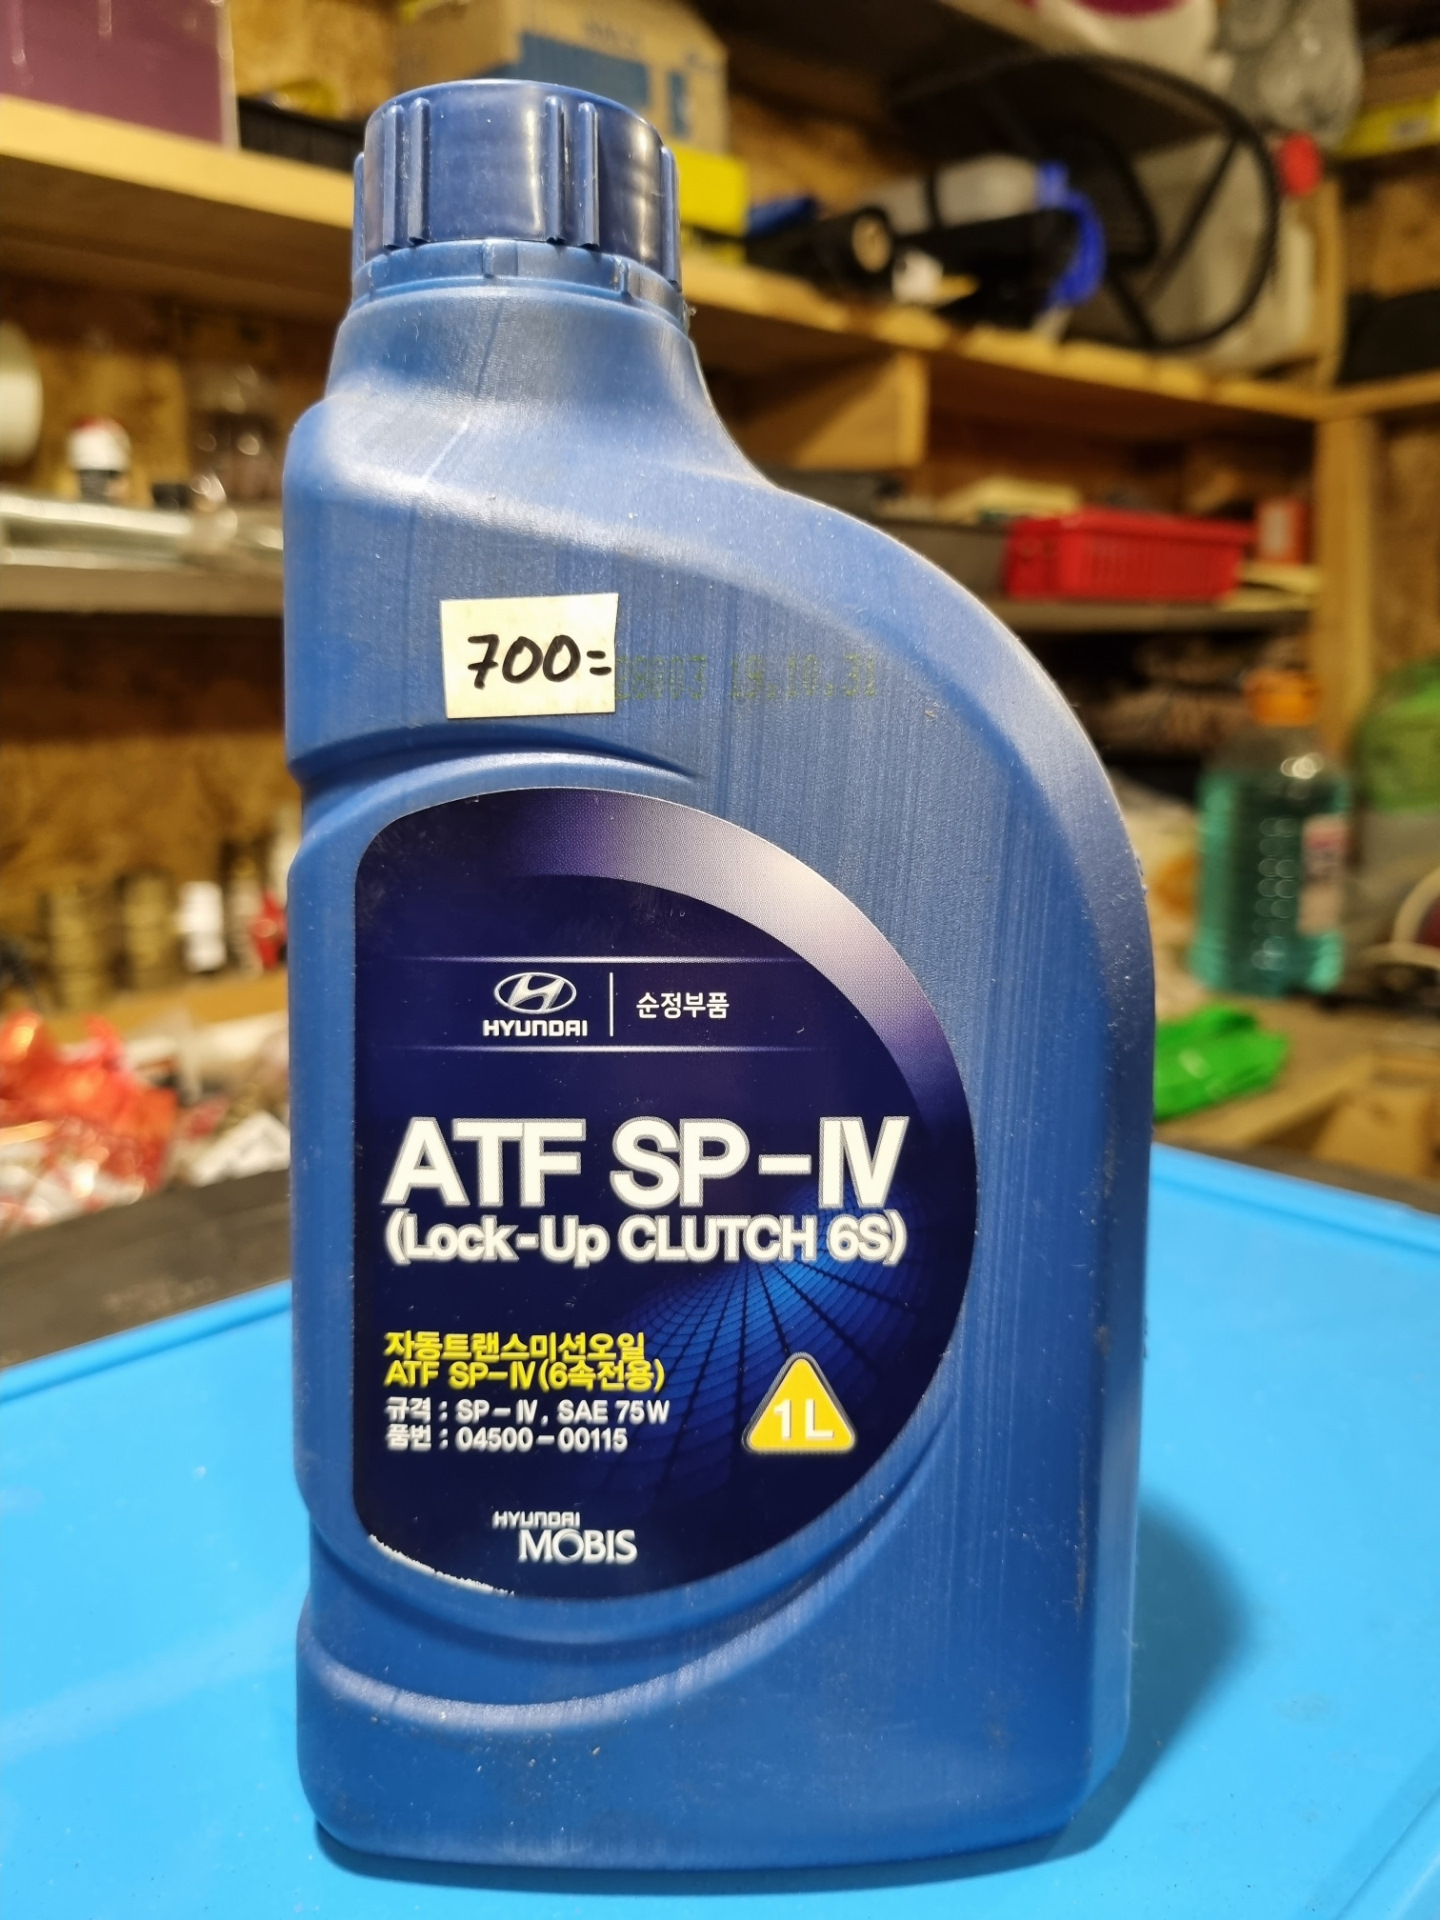 700=
HYUNDAI
순정부품
ATF SP-IV
(Lock-Up CLUTCH 6S)
자동트랜스미션오일
ATF SP-IV(6속전용)
규격 : SP-IV, SAE 75W
품번 : 04500-00115
1L
HYUNDAI
MOBIS